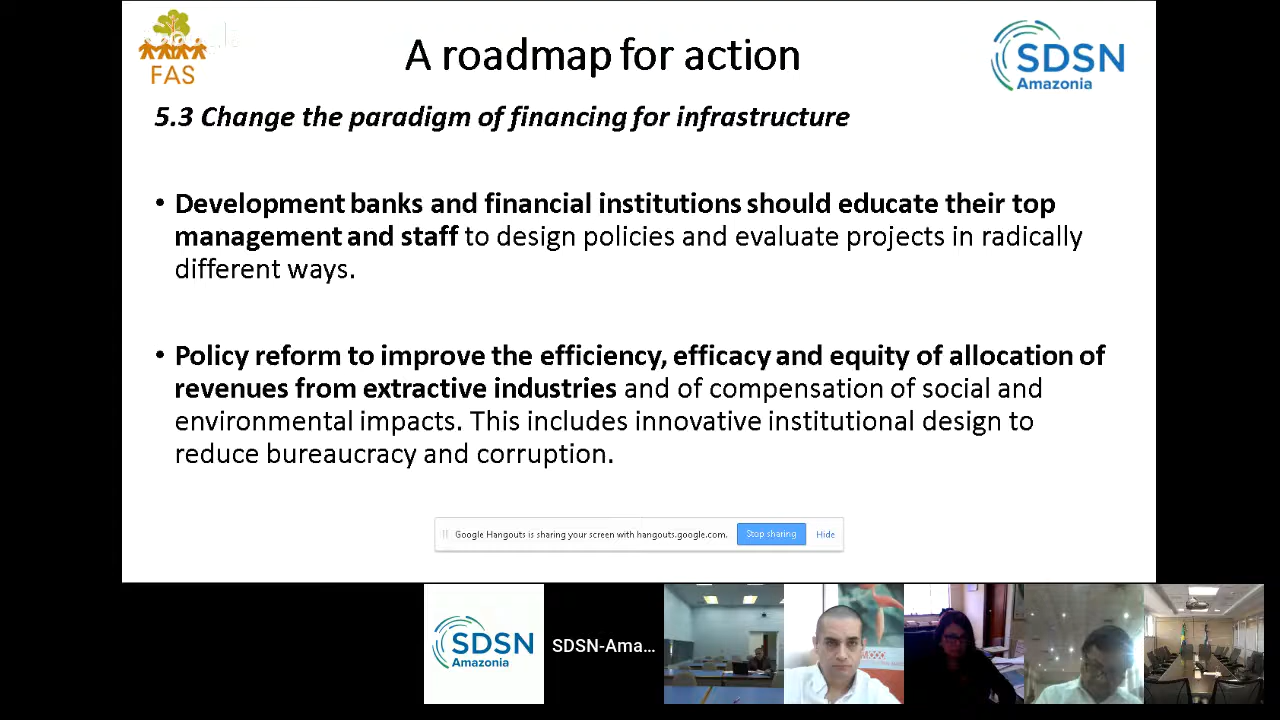 FAS
A roadmap for action
SDSN
Amazonia
5.3 Change the paradigm of financing for infrastructure
• Development banks and financial institutions should educate their top
management and staff to design policies and evaluate projects in radically
different ways.
• Policy reform to improve the efficiency, efficacy and equity of allocation of
revenues from extractive industries and of compensation of social and
environmental impacts. This includes innovative institutional design to
reduce bureaucracy and corruption.
Google Hangouts is sharing your screen with hangouts.google.com. Stop sharing Hide
SDSN
Amazonia
SDSN-Ama...